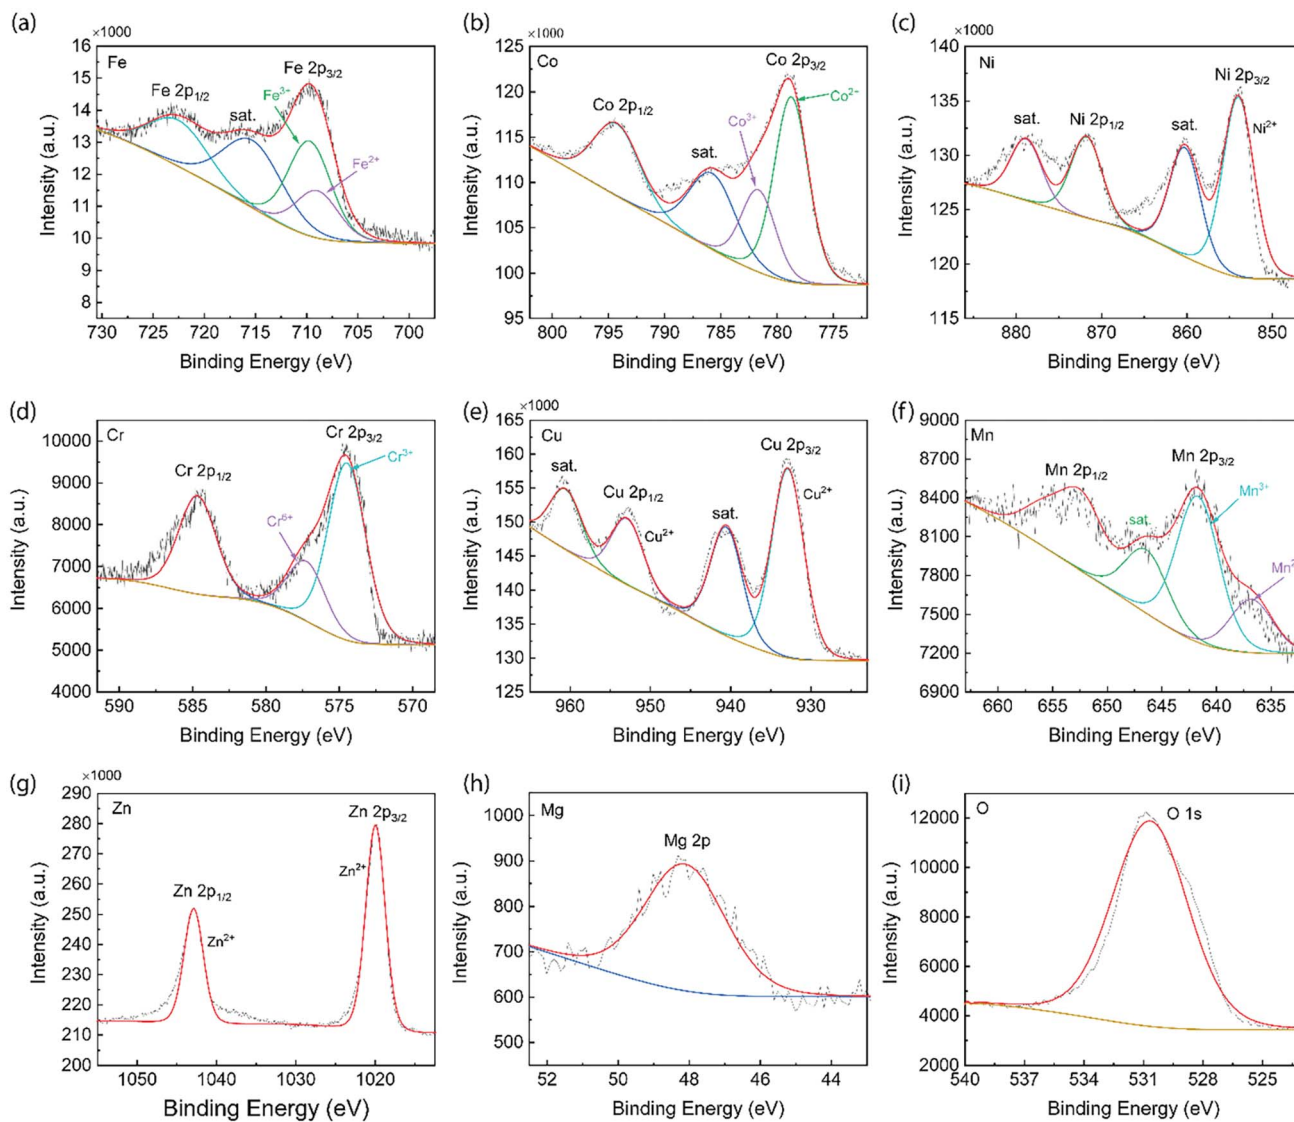 (a)
×1000
Fe
Fe 2p1/2
sat.
Fe 2p3/2
Fe3+
Fe2+
16
15
14
13
12
11
10
9
8
730 725 720 715 710 705 700
Intensity (a.u.)
Binding Energy (eV)
(b)
×1000
Co
Co 2p1/2
sat.
Co 2p3/2
Co3+
Co2+
125
120
115
110
105
100
95
802 795 790 785 780 775
Intensity (a.u.)
Binding Energy (eV)
(c)
×1000
Ni
sat.
Ni 2p1/2
sat.
Ni 2p3/2
Ni2+
140
135
130
125
120
115
880 870 860 850
Intensity (a.u.)
Binding Energy (eV)
(d)
Cr
Cr 2p1/2
Cr 2p3/2
Cr3+
Cr6+
10000
9000
8000
7000
6000
5000
4000
590 585 580 575 570
Intensity (a.u.)
Binding Energy (eV)
(e)
×1000
Cu
sat.
Cu 2p1/2
Cu2+
sat.
Cu 2p3/2
Cu2+
165
160
155
150
145
140
135
130
125
960 950 940 930
Intensity (a.u.)
Binding Energy (eV)
(f)
Mn
Mn 2p1/2
sat.
Mn 2p3/2
Mn3+
Mn2
9000
8700
8400
8100
7800
7500
7200
6900
660 655 650 645 640 635
Intensity (a.u.)
Binding Energy (eV)
(g)
×1000
Zn
Zn 2p1/2
Zn2+
Zn 2p3/2
Zn2+
290
280
270
260
250
240
230
220
210
200
1050 1040 1030 1020
Intensity (a.u.)
Binding Energy (eV)
(h)
Mg
Mg 2p
1000
900
800
700
600
500
52 50 48 46 44
Intensity (a.u.)
Binding Energy (eV)
(i)
O
O 1s
12000
10000
8000
6000
4000
2000
540 537 534 531 528 525
Intensity (a.u.)
Binding Energy (eV)